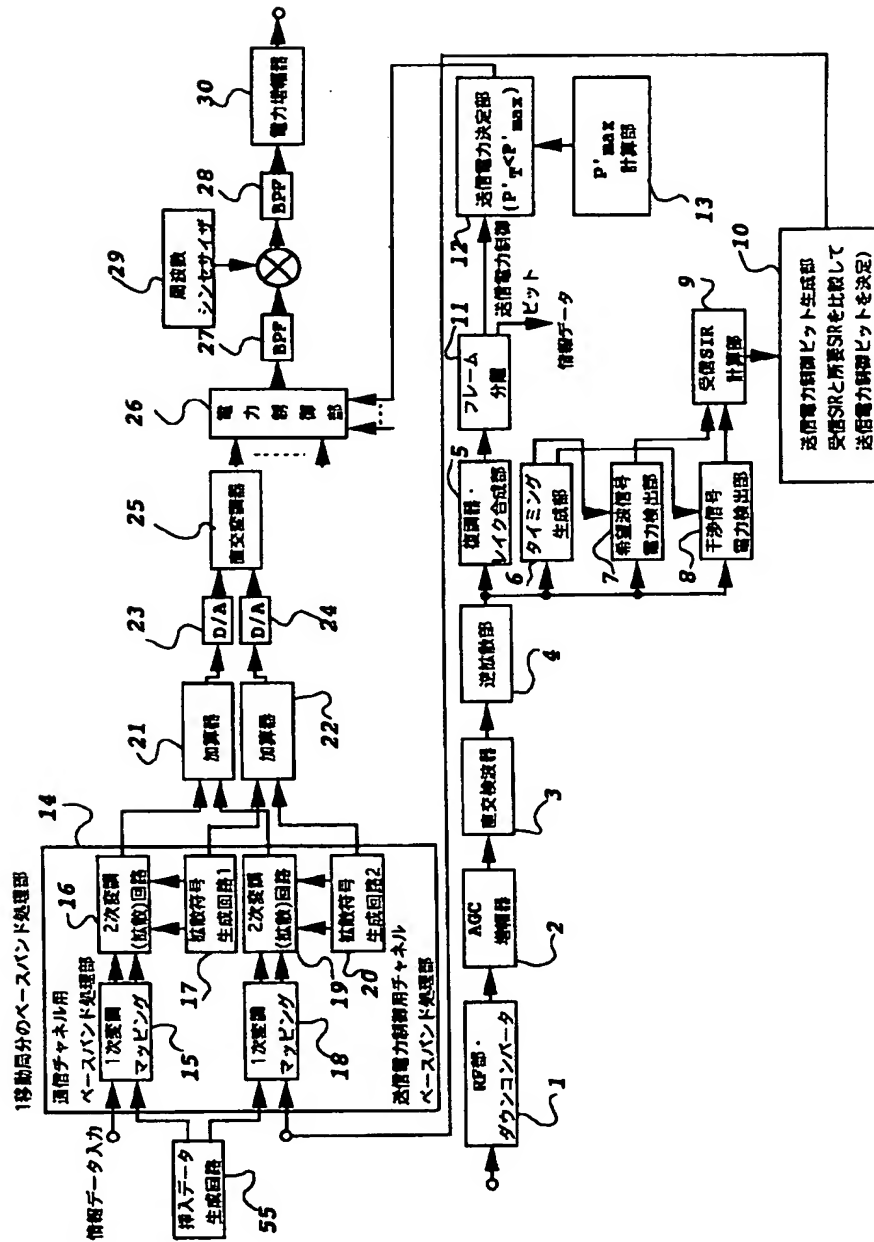 1移動局分のベースバンド処理部
14
情報データ入力
通信チャネル用
ベースバンド処理部
1次変調
マッピング
15
16
2次変調
(拡散)回路
拡散符号
生成回路1
17
1次変調
マッピング
18
2次変調
(拡散)回路
19
拡散符号
生成回路2
20
送信電力制御用チャネル
ベースバンド処理部
挿入データ
生成回路
55
21
加算器
加算器
22
23
D/A
D/A
24
25
直交変調器
26
電力制御部
27
BPF
29
周波数
シンセサイザ
28
BPF
30
電力増幅器
RF部・
ダウンコンバータ
1
AGC
増幅器
2
直交検波器
3
逆拡散部
4
5
復調器・
レイク合成部
6
タイミング
生成部
7
希望波信号
電力検出部
8
干渉信号
電力検出部
9
受信SIR
計算部
11
フレーム
分離
情報データ
送信電力制御
ビット
12
送信電力決定部
(P'T<P'max)
P'max
計算部
13
10
送信電力制御ビット生成部
受信SRと所要SRを比較して
送信電力制御ビットを決定)